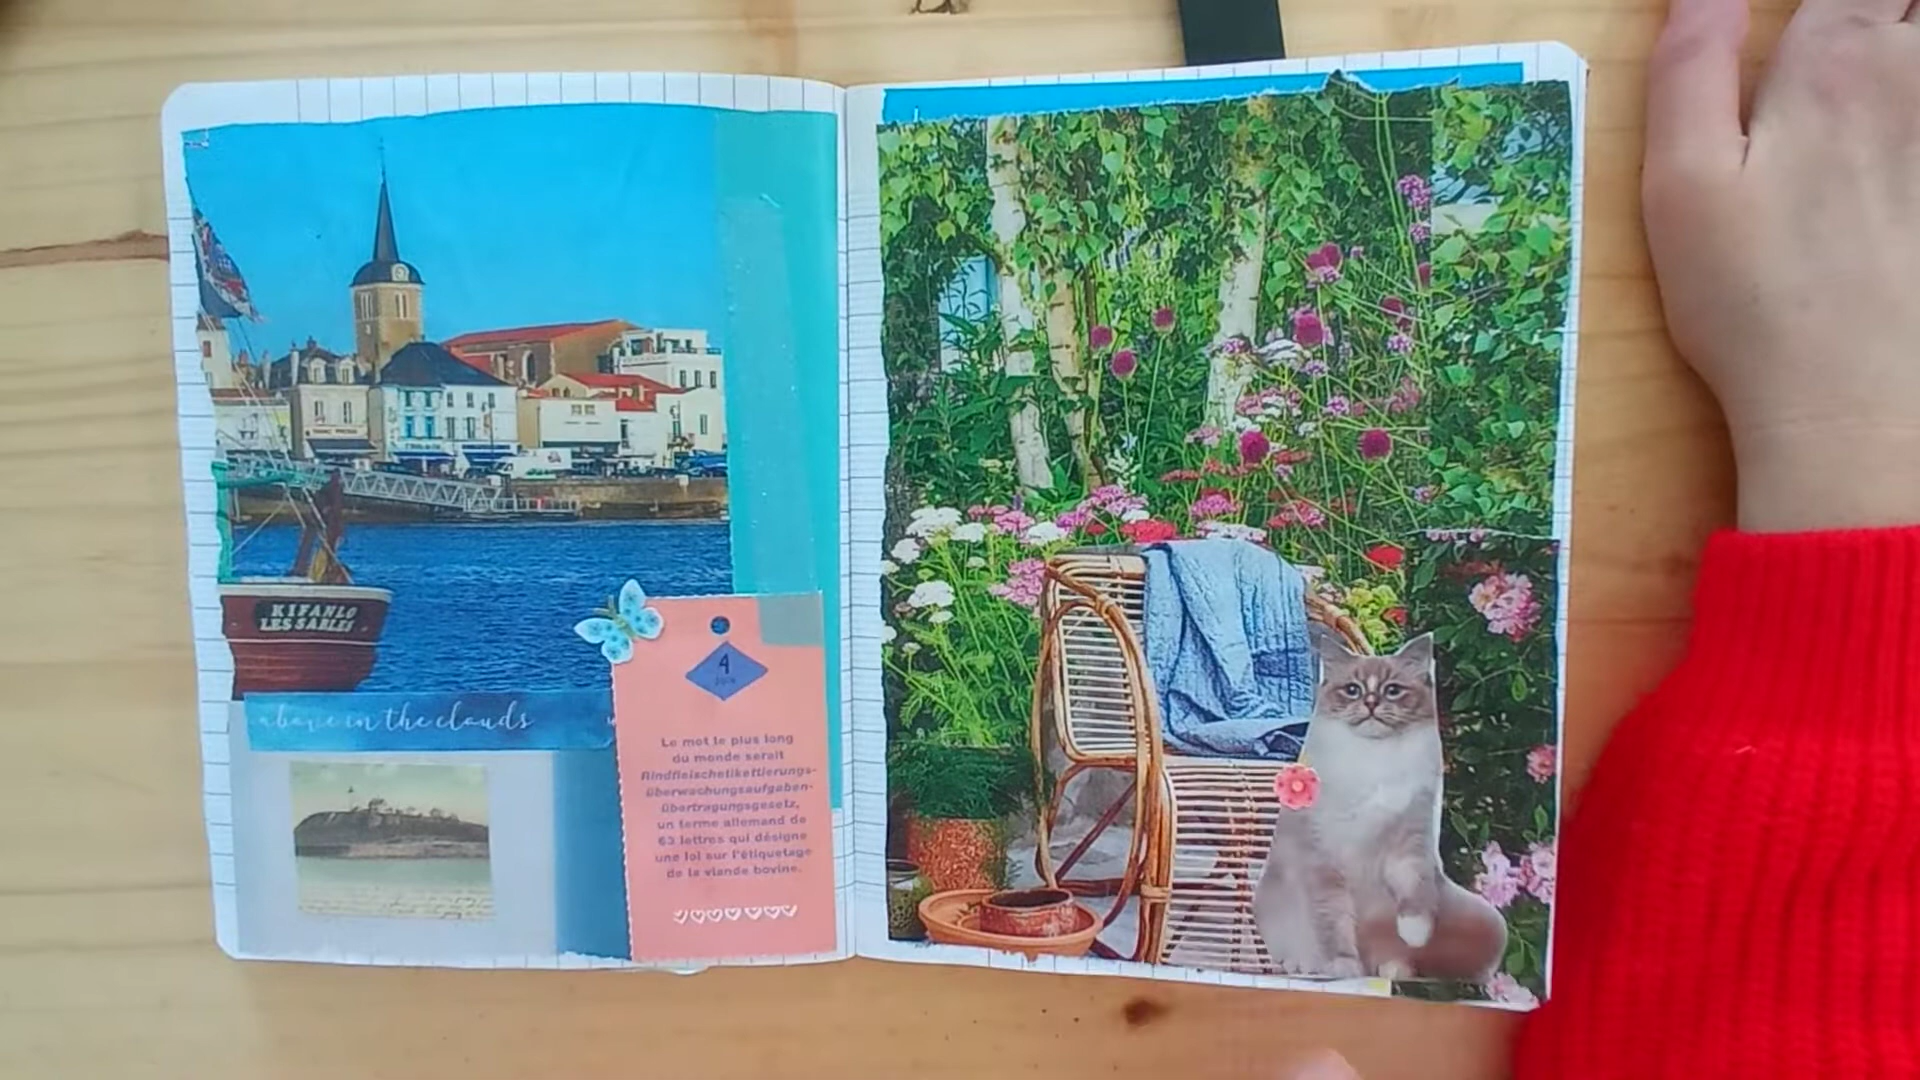 KIFANLO
LES SABLES
above in the clouds
4
Le mot le plus long
du monde serait
Rindfleischetikettierungs-
überwachungsaufgaben-
übertragungsgesetz,
un terme allemand de
63 lettres qui désigne
une loi sur l'étiquetage
de la viande bovine.